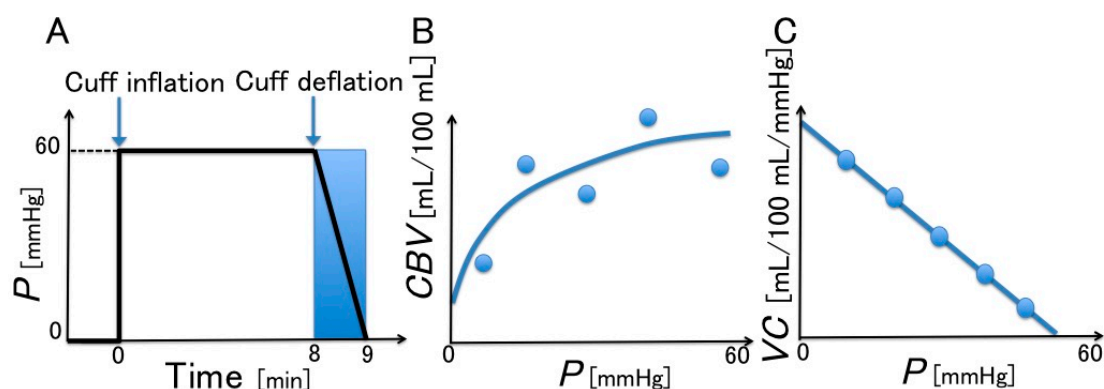 A
Cuff inflation
Cuff deflation
60
P [mmHg]
0
0
8
9
Time [min]
B
CBV [mL/100 mL]
0
60
P [mmHg]
C
VC [mL/100 mL/mmHg]
0
60
P [mmHg]